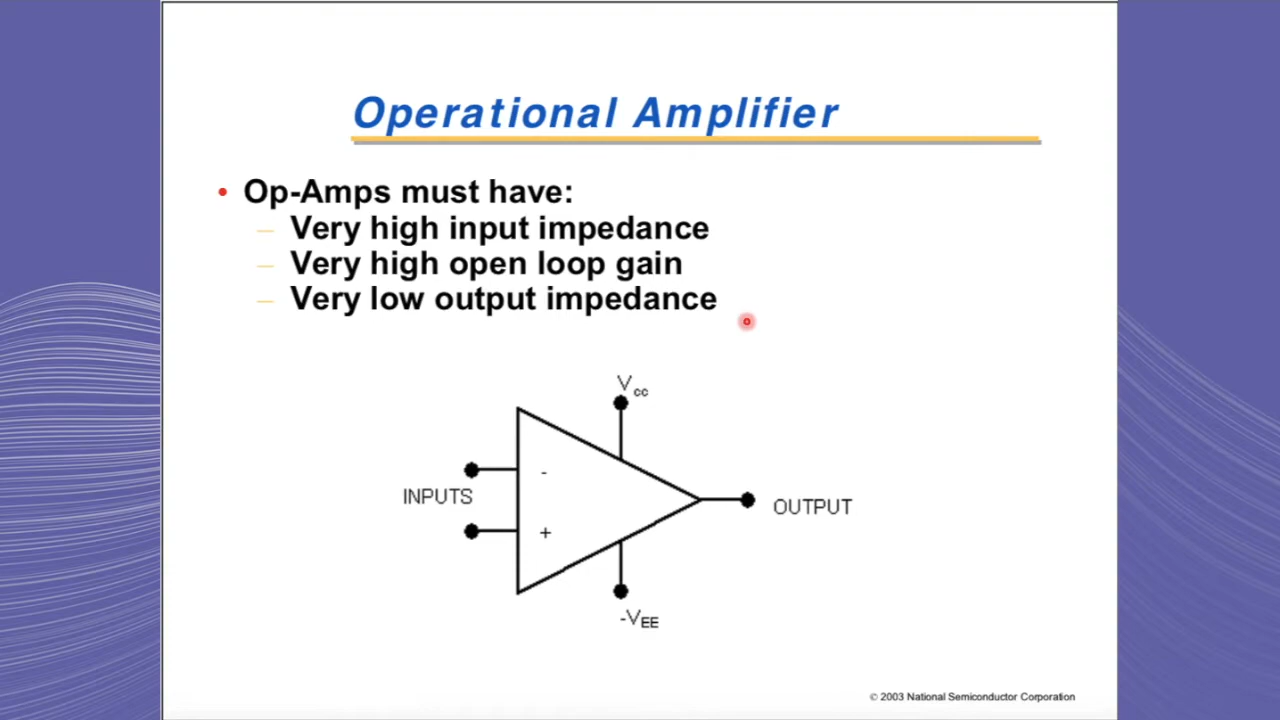 Operational Amplifier
• Op-Amps must have:
– Very high input impedance
– Very high open loop gain
– Very low output impedance
Vcc
-
INPUTS
OUTPUT
+
-VEE
© 2003 National Semiconductor Corporation